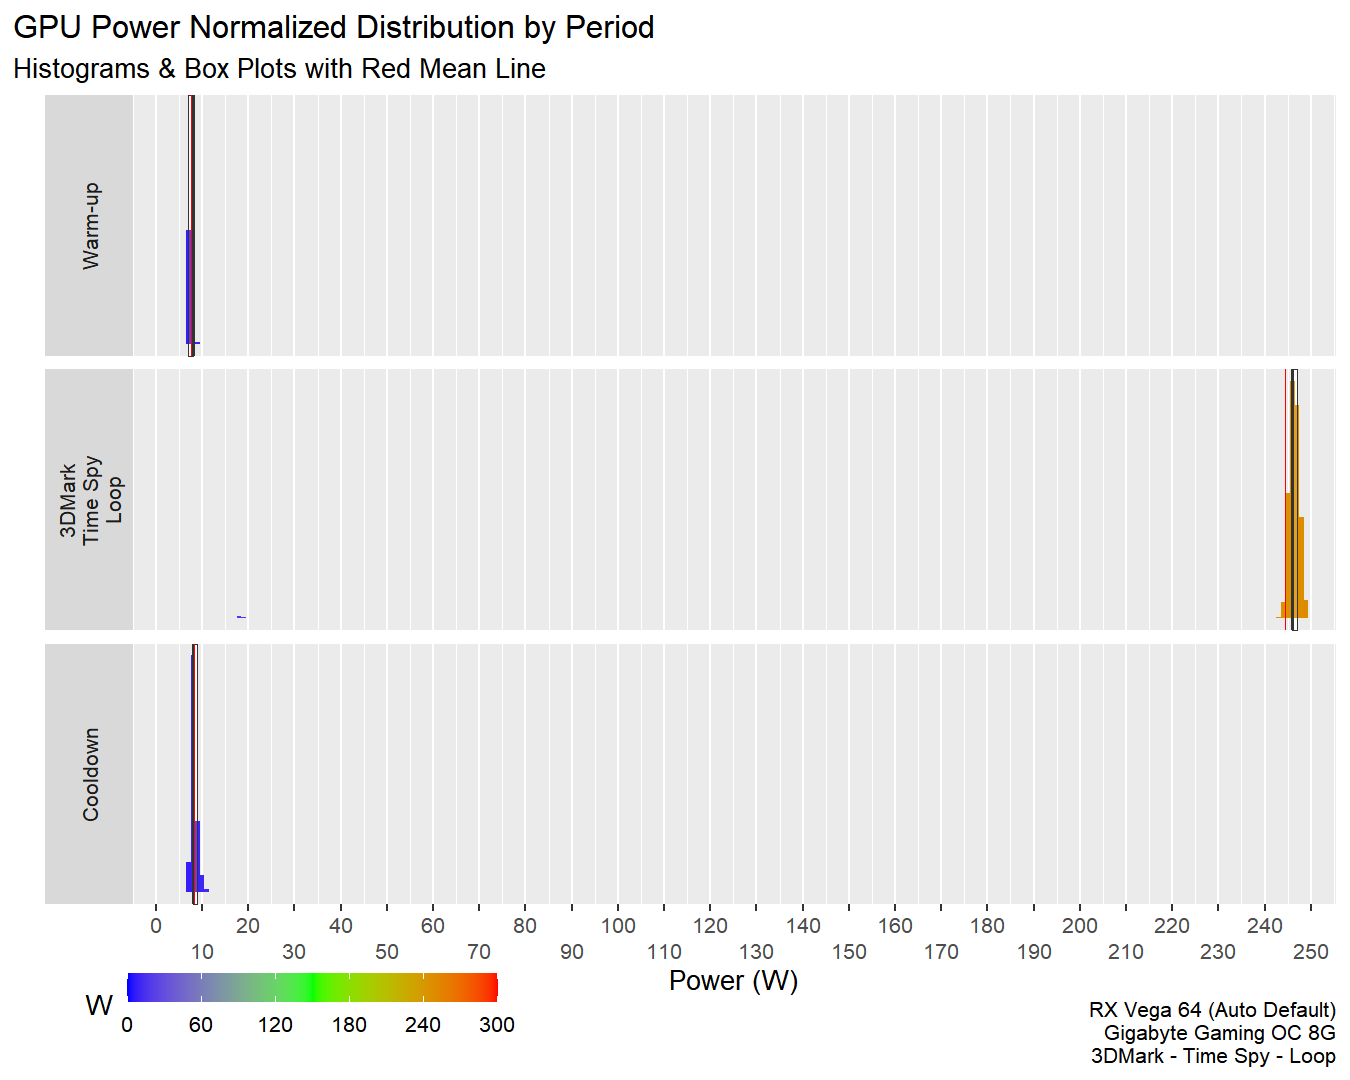 GPU Power Normalized Distribution by Period
Histograms & Box Plots with Red Mean Line
Warm-up
3DMark
Time Spy
Loop
Cooldown
0 20 40 60 80 100 120 140 160 180 200 220 240
10 30 50 70 90 110 130 150 170 190 210 230 250
Power (W)
W
0 60 120 180 240 300
RX Vega 64 (Auto Default)
Gigabyte Gaming OC 8G
3DMark - Time Spy - Loop